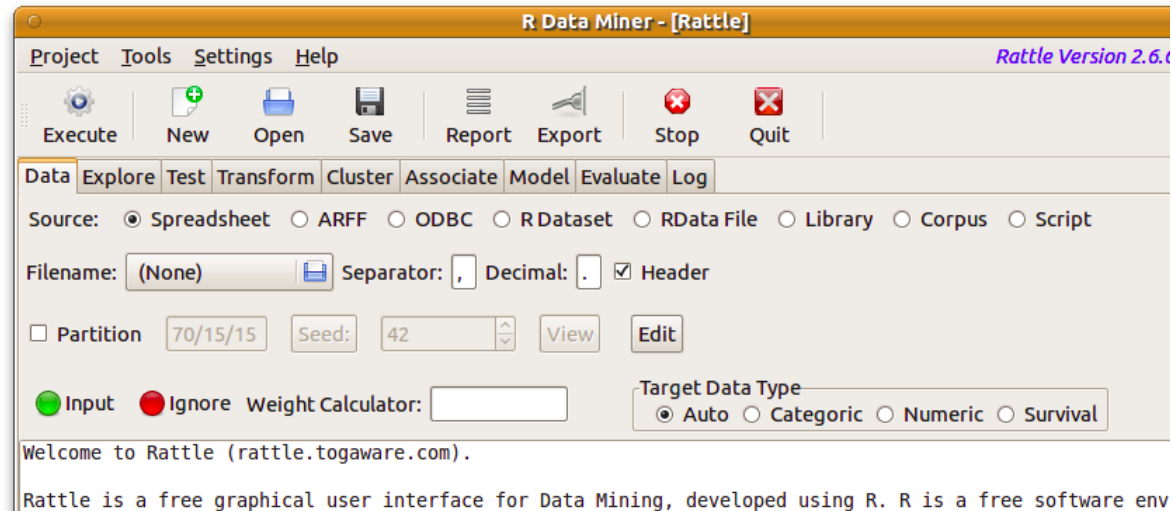 R Data Miner - [Rattle]
Project Tools Settings Help Rattle Version 2.6.6
Execute New Open Save Report Export Stop Quit
Data Explore Test Transform Cluster Associate Model Evaluate Log
Source: Spreadsheet ARFF ODBC R Dataset RData File Library Corpus Script
Filename: (None) Separator: , Decimal: . Header
Partition 70/15/15 Seed: 42 View Edit
Target Data Type
Input Ignore Weight Calculator: Auto Categoric Numeric Survival
Welcome to Rattle (rattle.togaware.com).
Rattle is a free graphical user interface for Data Mining, developed using R. R is a free software env